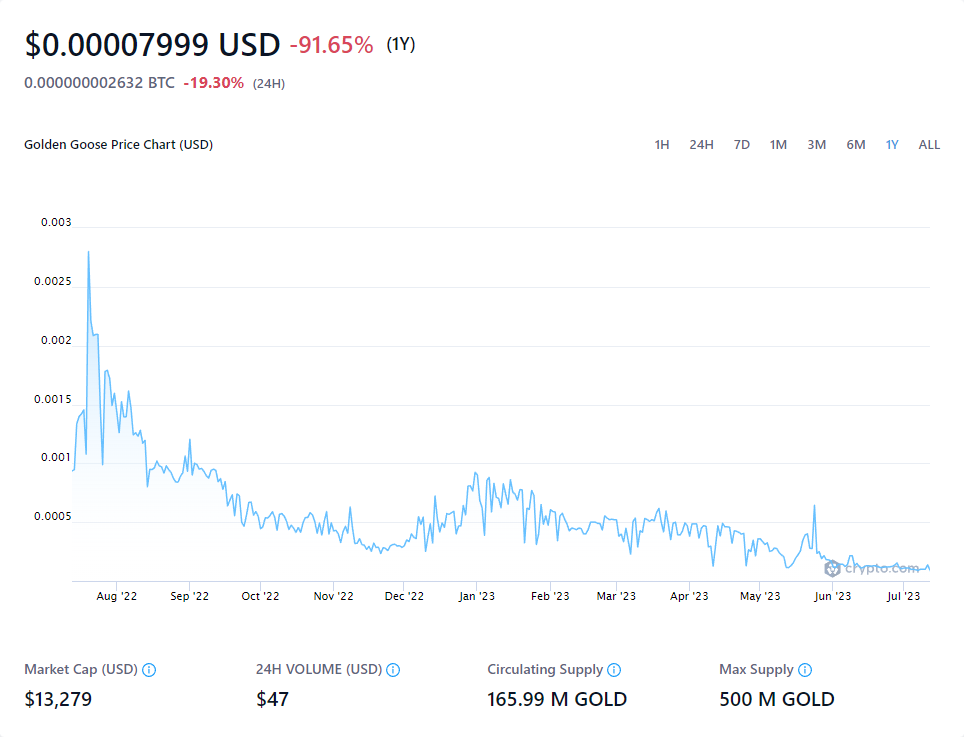 $0.00007999 USD -91.65% (1Y)
0.000000002632 BTC -19.30% (24H)
Golden Goose Price Chart (USD)
1H 24H 7D 1M 3M 6M 1Y ALL
0.003
0.0025
0.002
0.0015
0.001
0.0005
crypto.com
Aug '22 Sep '22 Oct '22 Nov '22 Dec '22 Jan '23 Feb '23 Mar '23 Apr '23 May '23 Jun '23 Jul '23
Market Cap (USD) 24H VOLUME (USD) Circulating Supply Max Supply
$13,279 $47 165.99 M GOLD 500 M GOLD